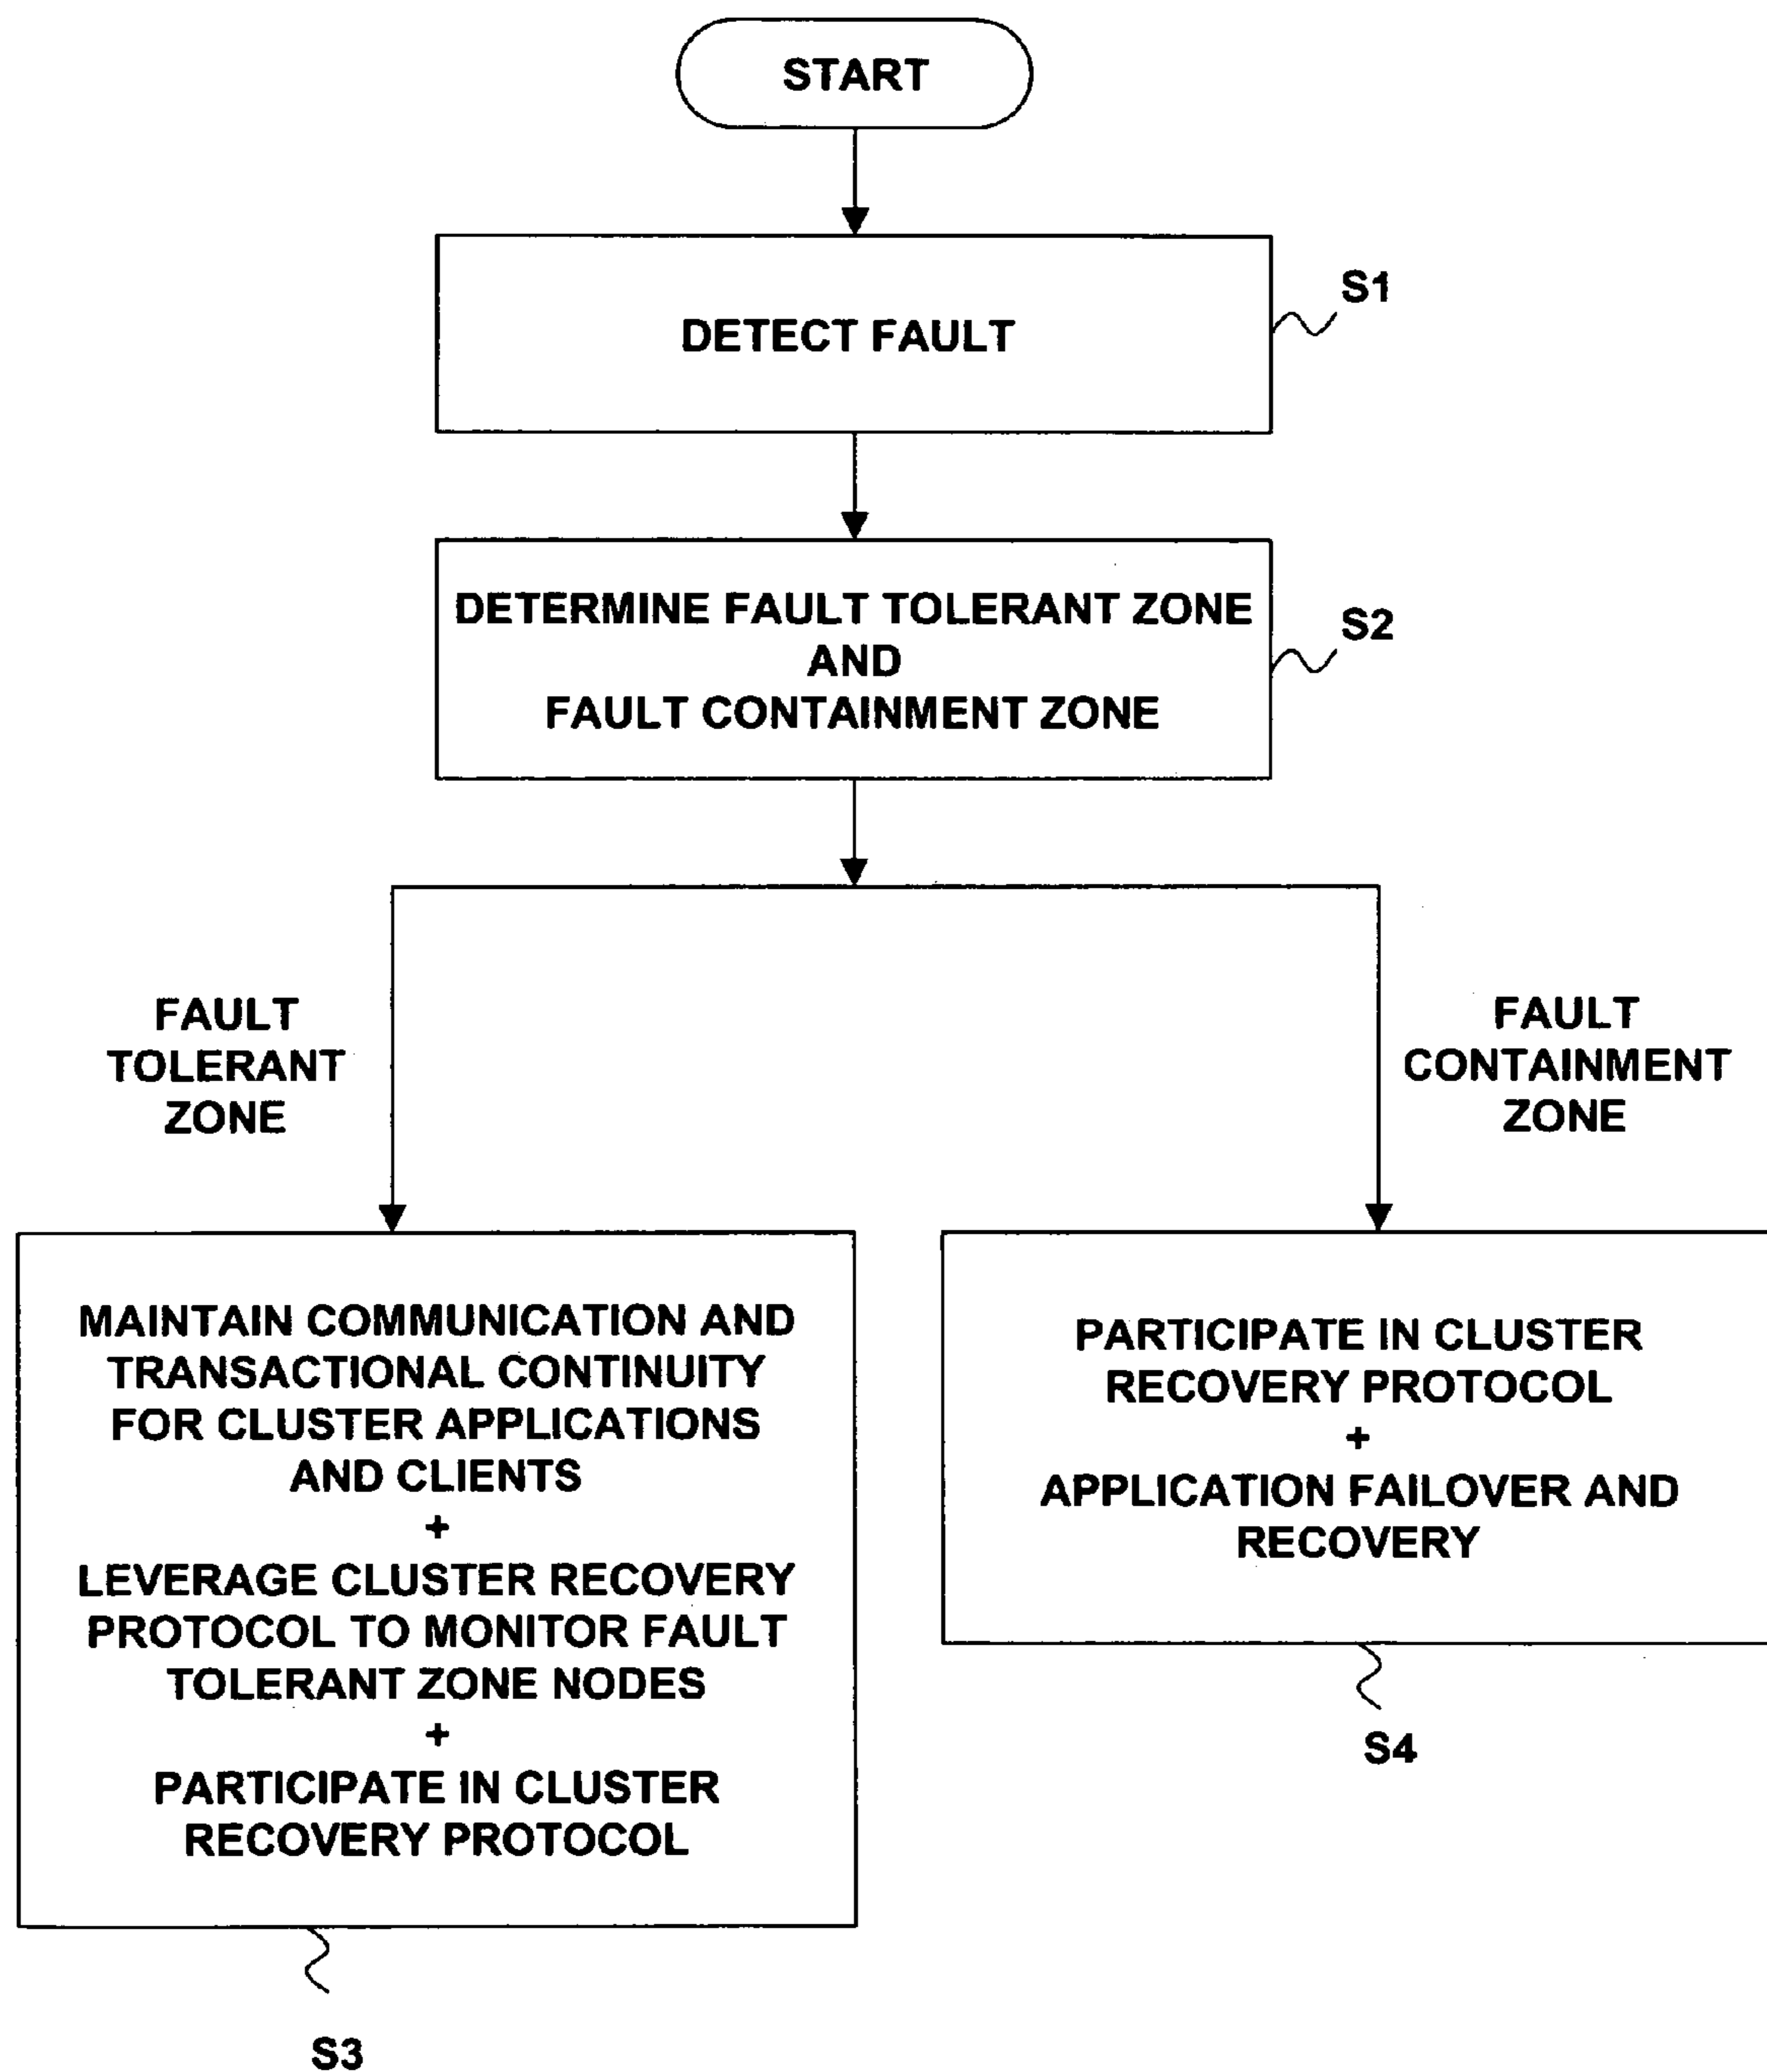 START
DETECT FAULT
S1
DETERMINE FAULT TOLERANT ZONE
AND
FAULT CONTAINMENT ZONE
S2
FAULT
TOLERANT
ZONE
FAULT
CONTAINMENT
ZONE
MAINTAIN COMMUNICATION AND
TRANSACTIONAL CONTINUITY
FOR CLUSTER APPLICATIONS
AND CLIENTS
+
LEVERAGE CLUSTER RECOVERY
PROTOCOL TO MONITOR FAULT
TOLERANT ZONE NODES
+
PARTICIPATE IN CLUSTER
RECOVERY PROTOCOL
S3
PARTICIPATE IN CLUSTER
RECOVERY PROTOCOL
+
APPLICATION FAILOVER AND
RECOVERY
S4